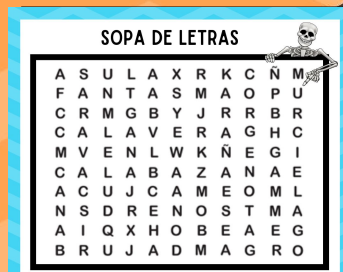 SOPA DE LETRAS
A S U L A X R K C Ñ M
F A N T A S M A O P U
C R M G B Y J R R B R
C A L A V E R A G H C
M V E N L W K Ñ E G I
C A L A B A Z A N A E
A C U J C A M E O M L
N S D R E N O S T M A
A I Q X H O B E A E G
B R U J A D M A G R O